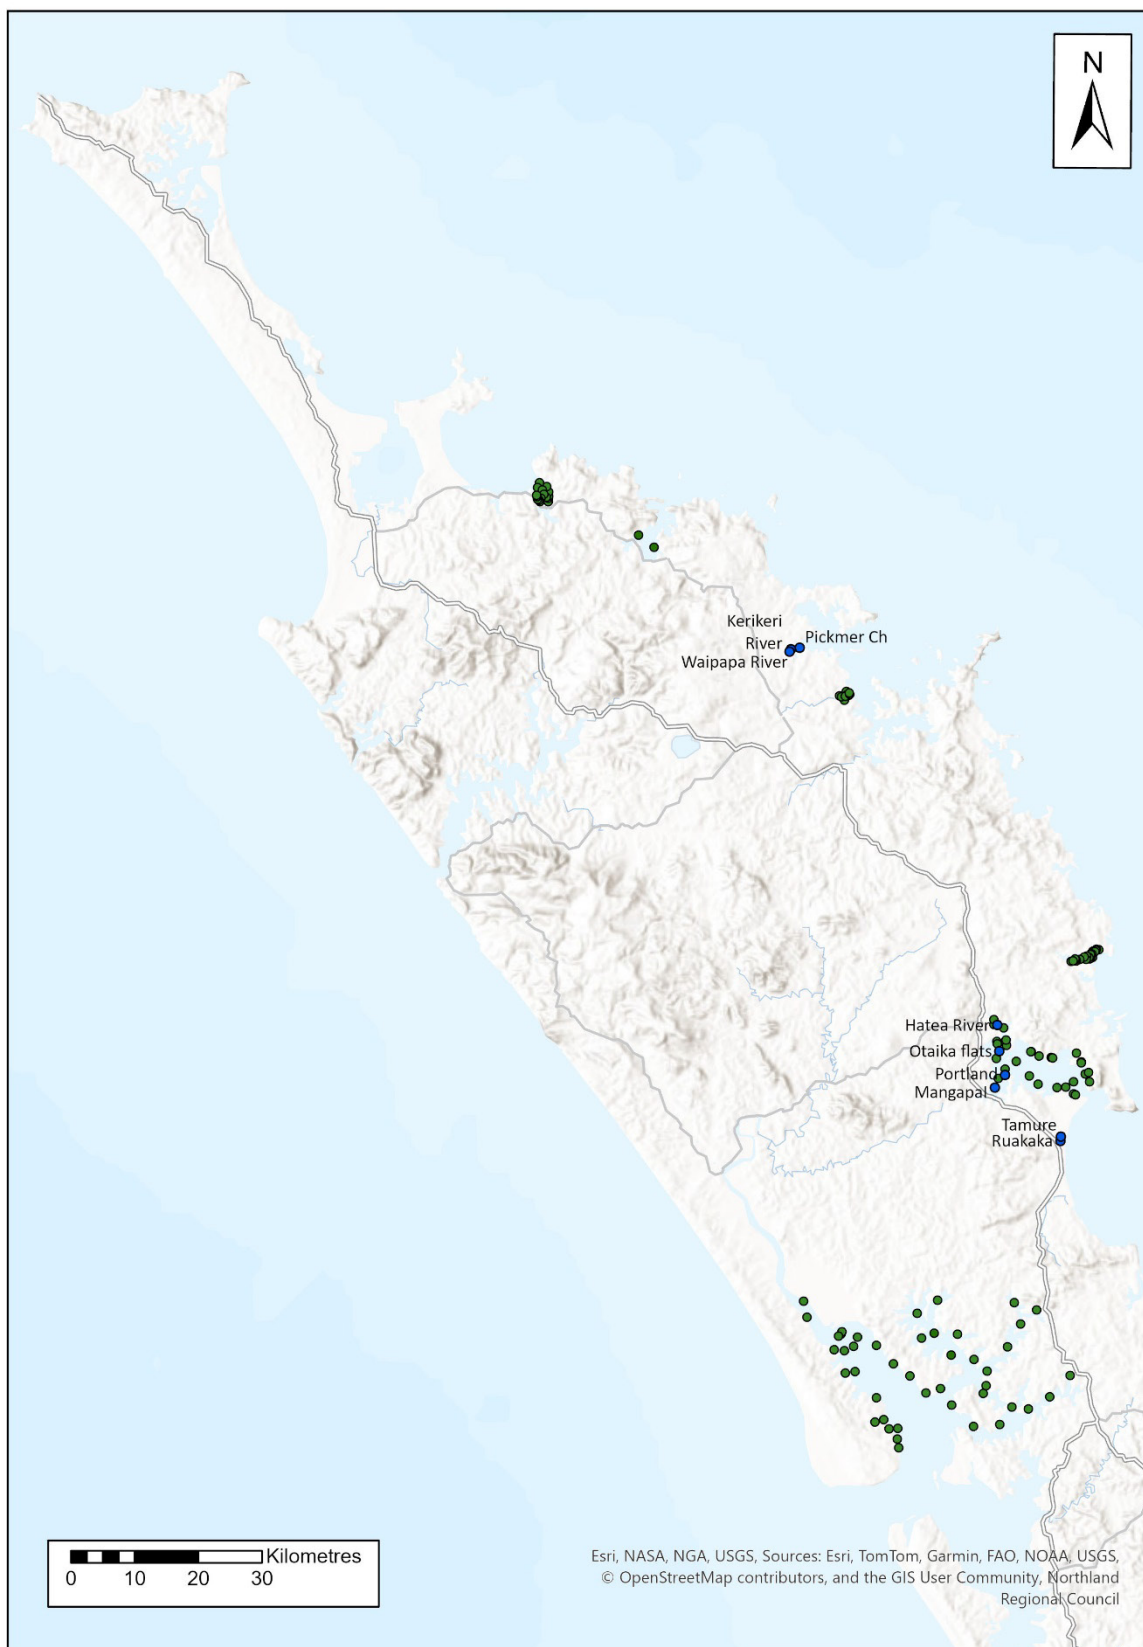 N
Kerikeri
River
Pickmer Ch
Waipapa River
Hatea River
Otaika flats
Portland
Mangapai
Tamure
Ruakaka
Kilometres
0 10 20 30
Esri, NASA, NGA, USGS, Sources: Esri, TomTom, Garmin, FAO, NOAA, USGS,
© OpenStreetMap contributors, and the GIS User Community, Northland
Regional Council